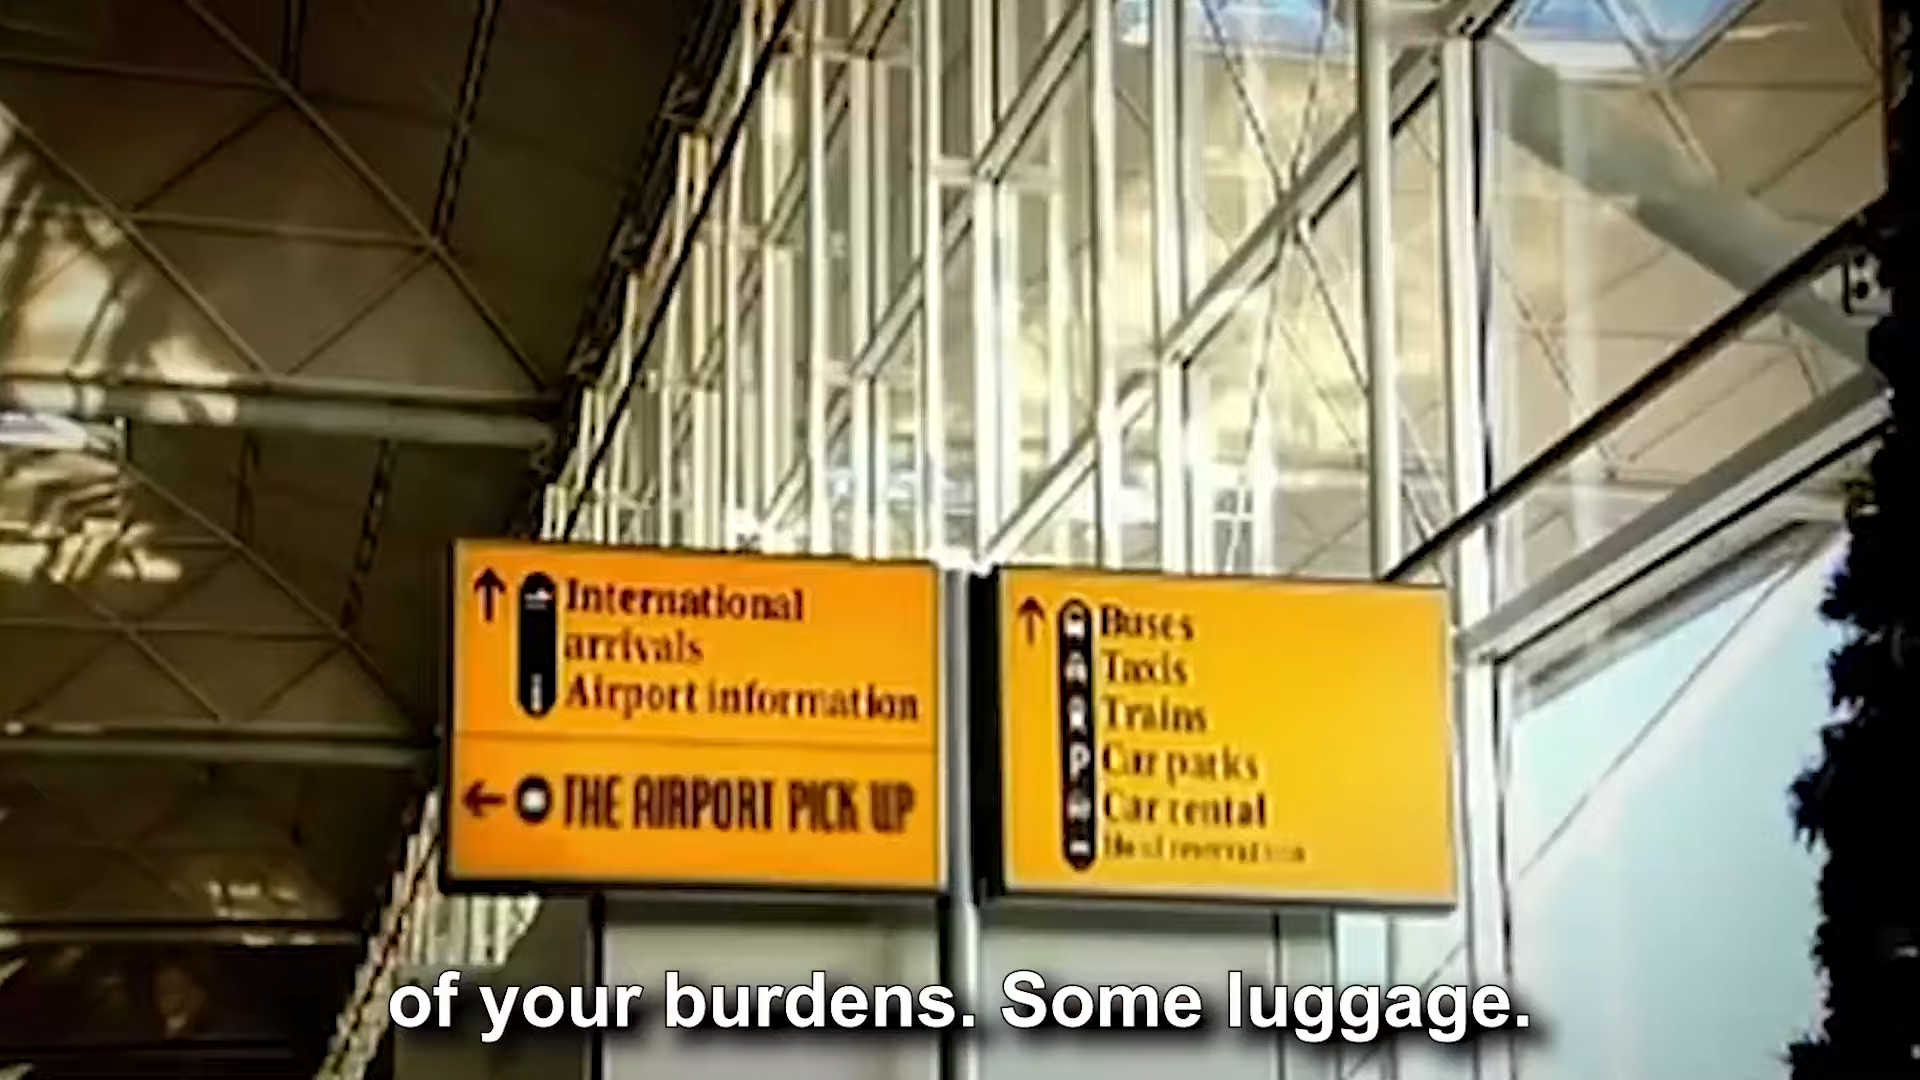 International
arrivals
Airport information
THE AIRPORT PICK UP
Buses
Taxis
Trains
P
Car parks
Car rental
of your burdens. Some luggage.